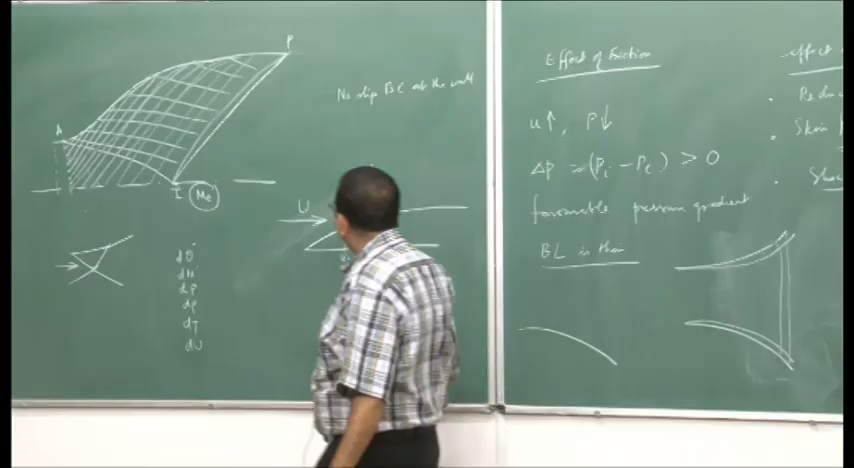 P
A
I Me
No slip BC at the wall
U
dθ
du
dp
dρ
dT
Effect of friction
u↑, P↓
Δp = (Pi - Pe) > 0
favourable pressure gradient
BL is thin
effect
. Redu
. Skin
.